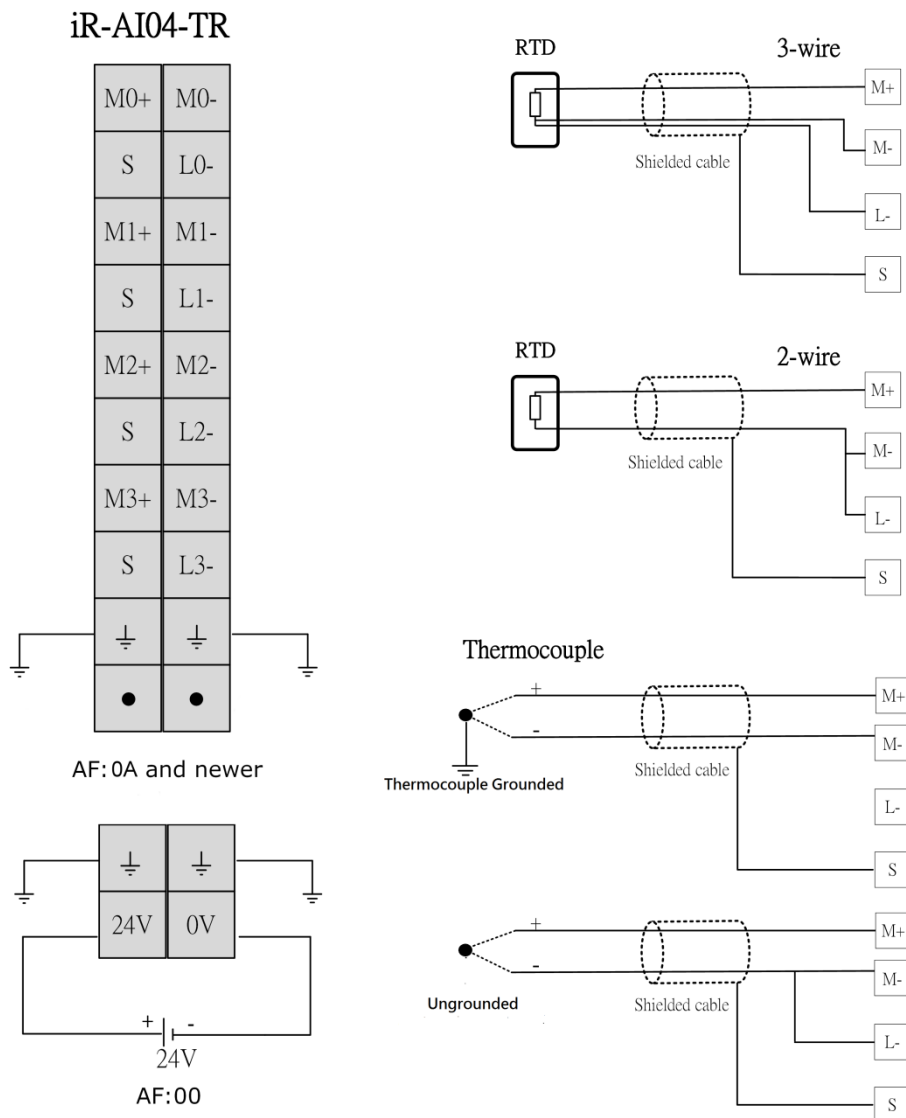 iR-AI04-TR
M0+ M0-
S L0-
M1+ M1-
S L1-
M2+ M2-
S L2-
M3+ M3-
S L3-
AF:0A and newer
24V 0V
+ -
24V
AF:00
RTD 3-wire
M+
M-
Shielded cable
L-
S
RTD 2-wire
M+
M-
Shielded cable
L-
S
Thermocouple
+ M+
- M-
Shielded cable
Thermocouple Grounded
L-
S
+ M+
- M-
Ungrounded
Shielded cable
L-
S